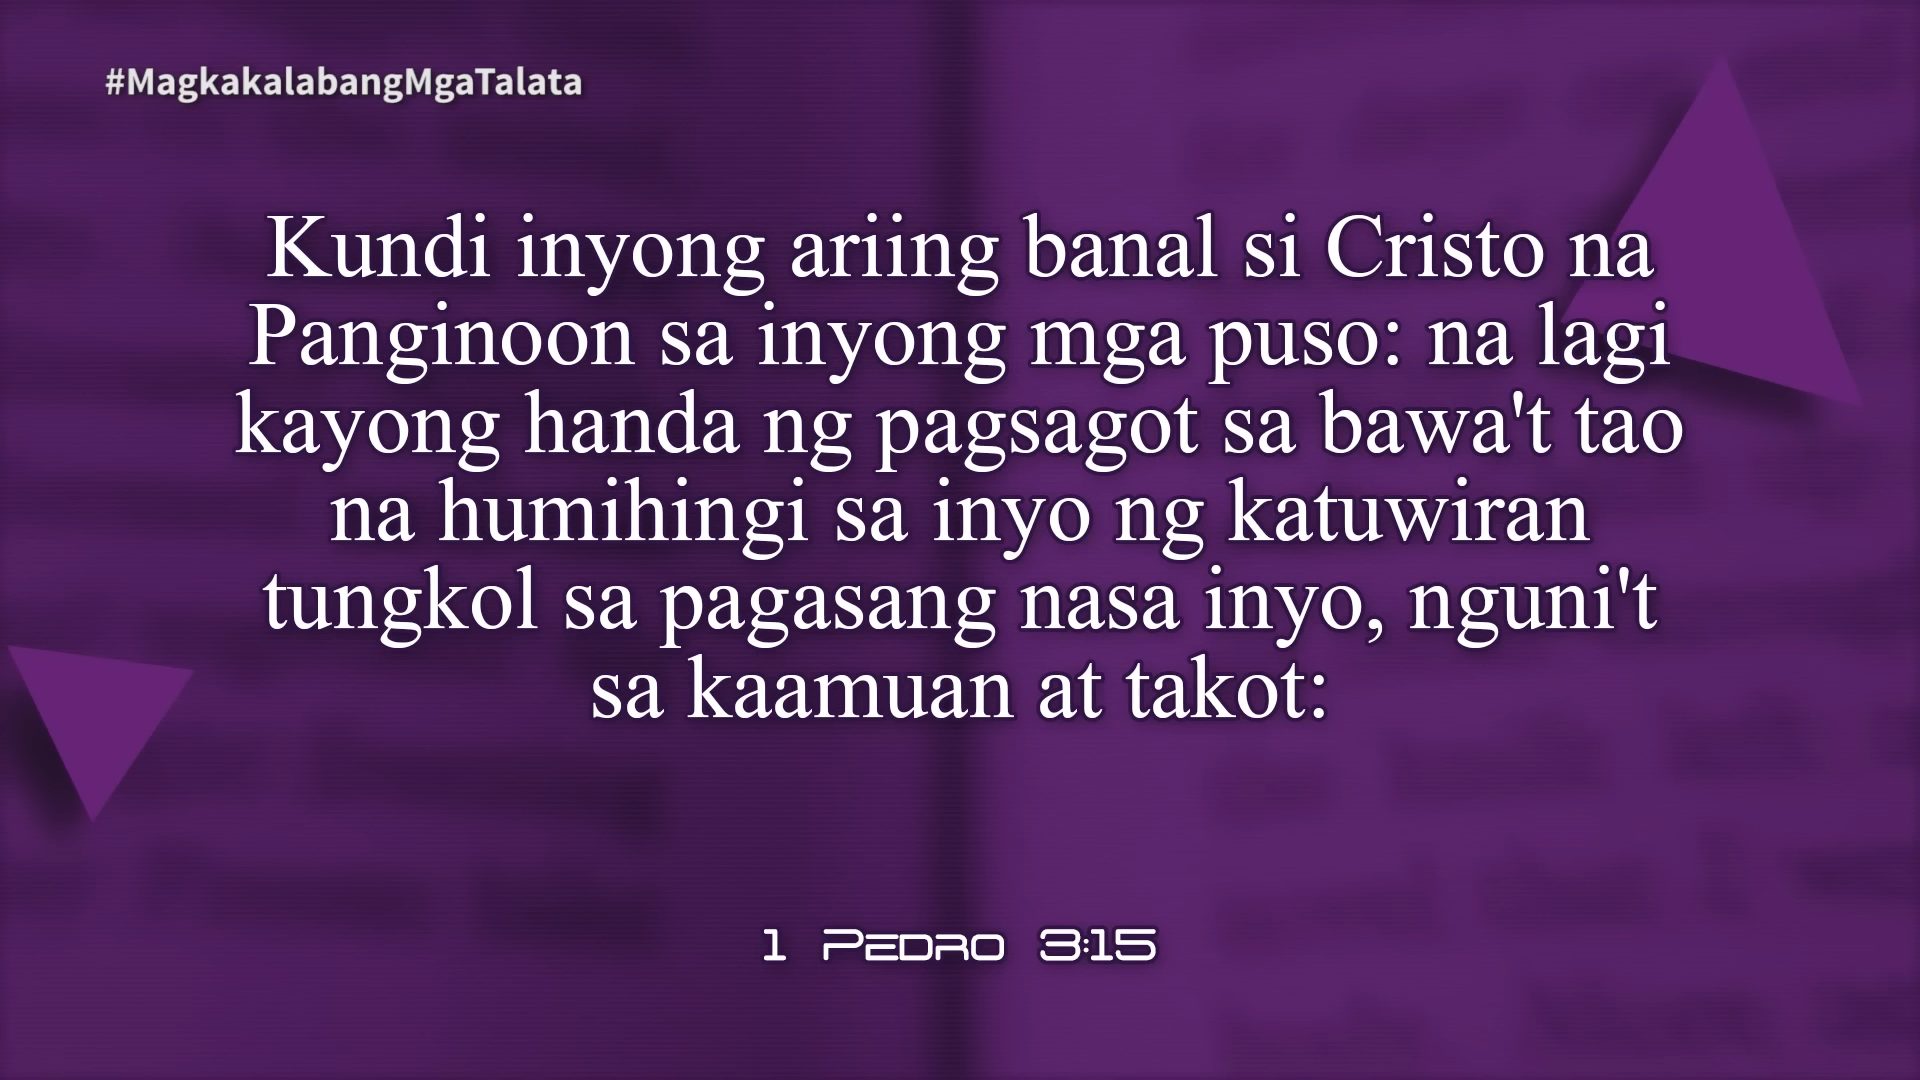 #MagkakalabangMgaTalata
Kundi inyong ariing banal si Cristo na
Panginoon sa inyong mga puso: na lagi
kayong handa ng pagsagot sa bawa't tao
na humihingi sa inyo ng katuwiran
tungkol sa pagasang nasa inyo, nguni't
sa kaamuan at takot:
1 Pedro 3:15